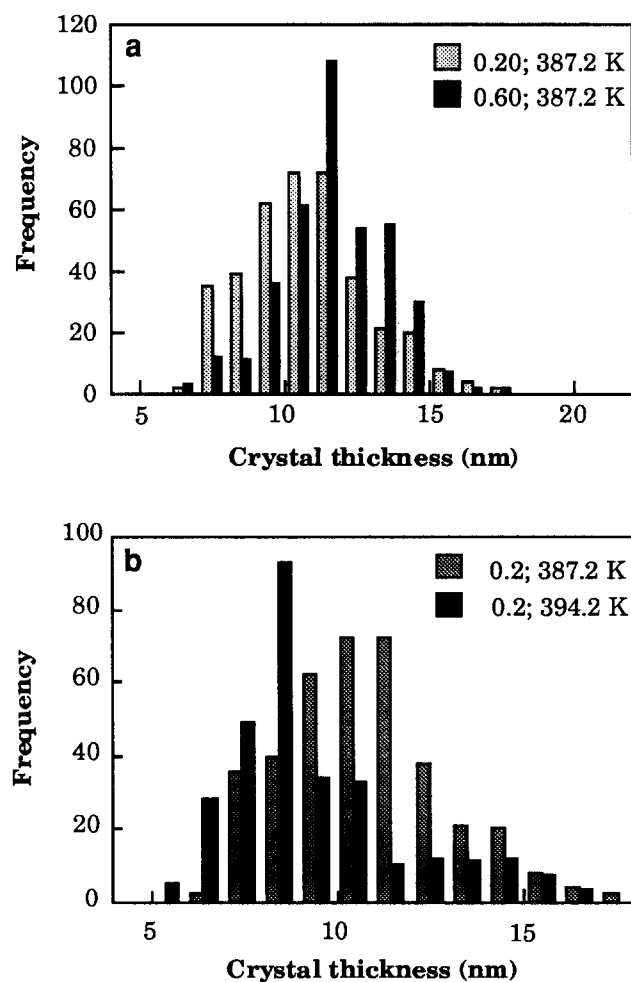 a
120
100
80
60
40
20
0
Frequency
0.20; 387.2 K
0.60; 387.2 K
5 10 15 20
Crystal thickness (nm)
b
100
80
60
40
20
0
Frequency
0.2; 387.2 K
0.2; 394.2 K
5 10 15
Crystal thickness (nm)